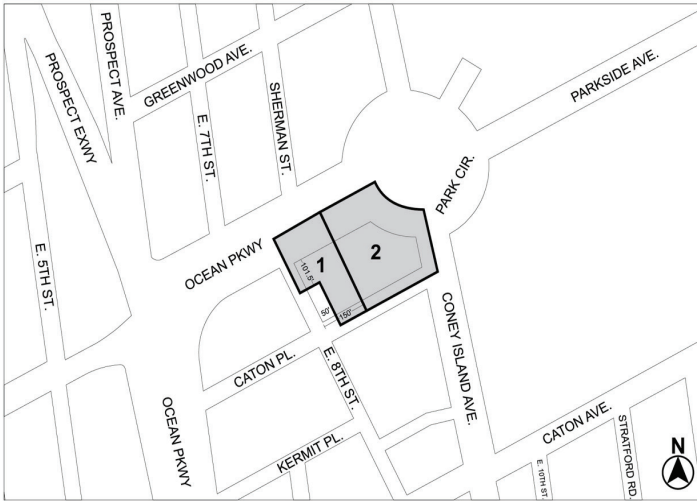 PROSPECT AVE.
PROSPECT EXWY
GREENWOOD AVE.
PARKSIDE AVE.
SHERMAN ST.
E. 7TH ST.
PARK CIR.
E. 5TH ST.
OCEAN PKWY
1
2
101.5'
50'
150'
CATON PL.
E. 8TH ST.
CONEY ISLAND AVE.
OCEAN PKWY
KERMIT PL.
CATON AVE.
STRATFORD RD.
E. 10TH ST.
N